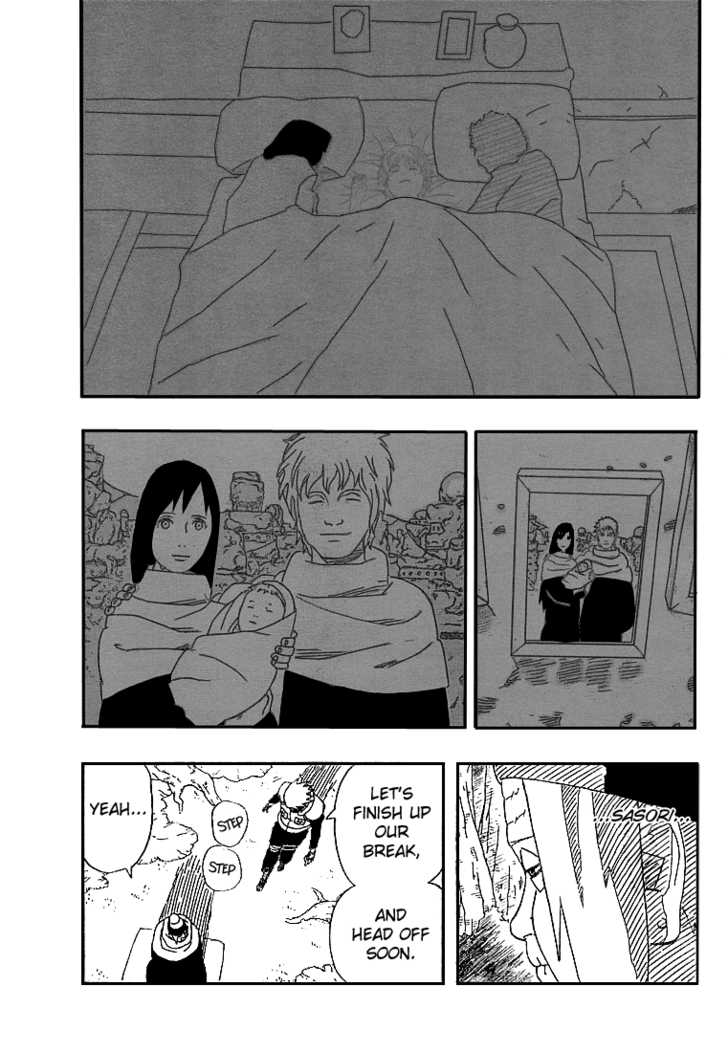 ...SASORI...
LET'S
FINISH UP
OUR
BREAK,
AND
HEAD OFF
SOON.
STEP
STEP
YEAH...